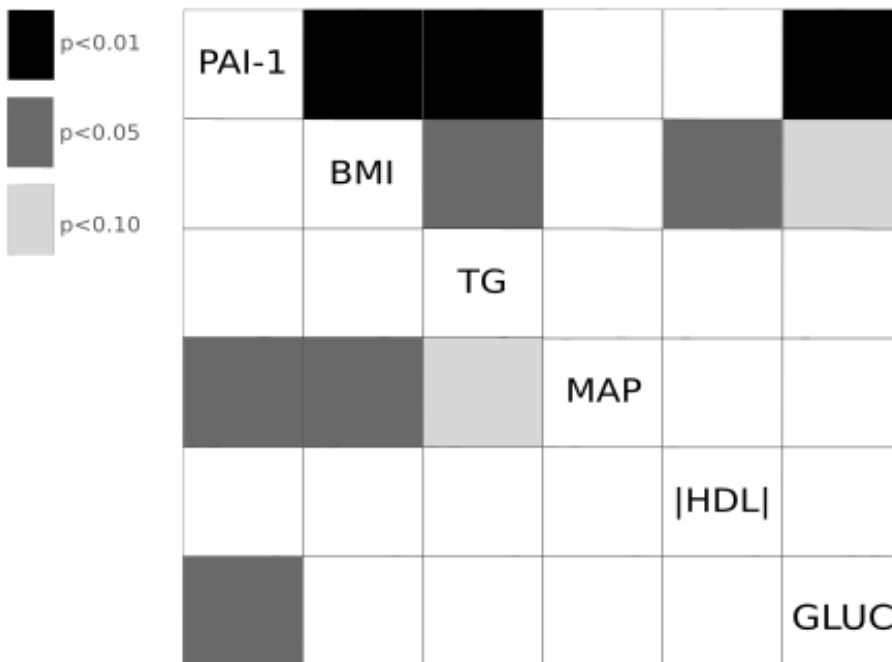 p<0.01
p<0.05
p<0.10
PAI-1
BMI
TG
MAP
|HDL|
GLUC